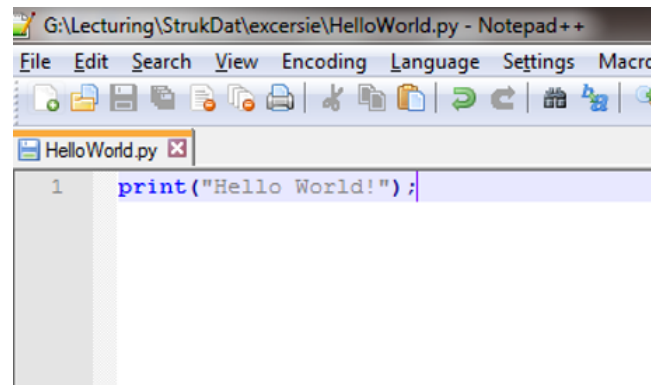 G:\Lecturing\StrukDat\excersie\HelloWorld.py - Notepad++
File Edit Search View Encoding Language Settings Macro
HelloWorld.py
1 print("Hello World!");